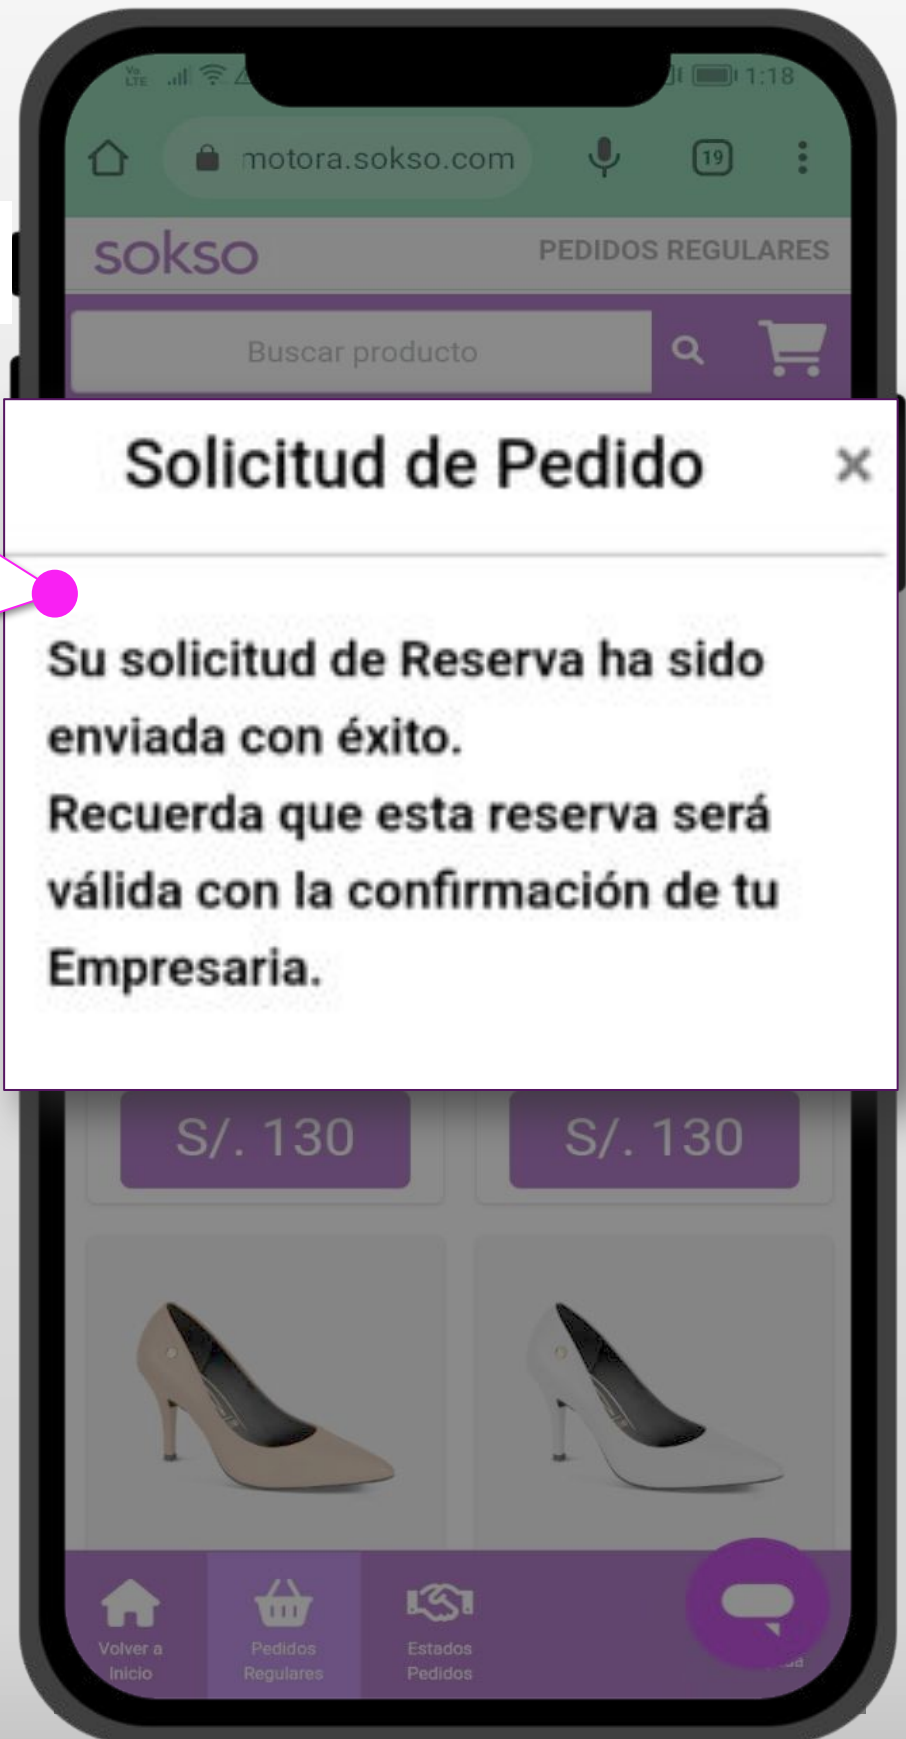 Vo
LTE
1:18
motora.sokso.com
19
sokso
PEDIDOS REGULARES
Buscar producto
Solicitud de Pedido ×
Su solicitud de Reserva ha sido
enviada con éxito.
Recuerda que esta reserva será
válida con la confirmación de tu
Empresaria.
S/. 130
S/. 130
Volver a
Inicio
Pedidos
Regulares
Estados
Pedidos